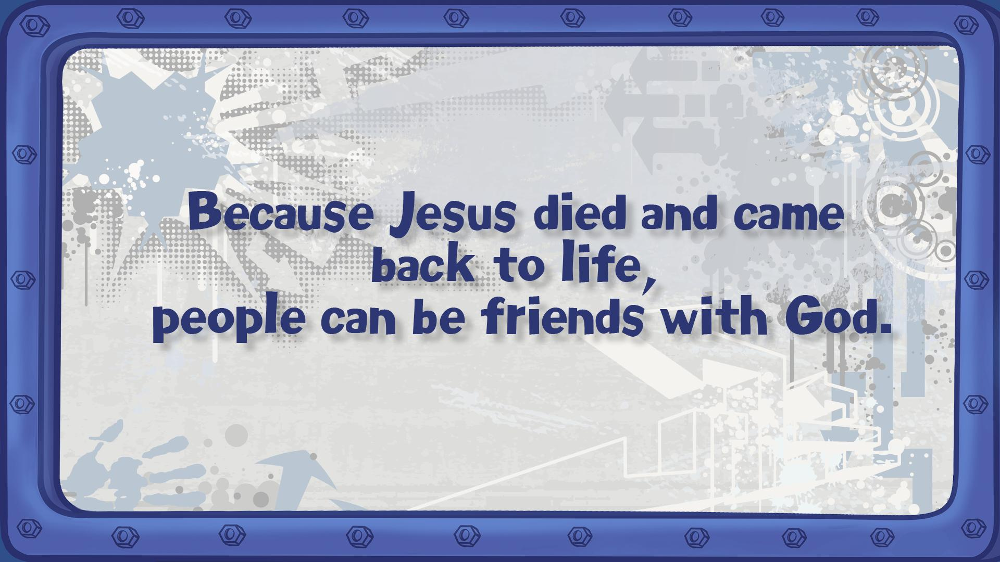 Because Jesus died and came
back to life,
people can be friends with God.